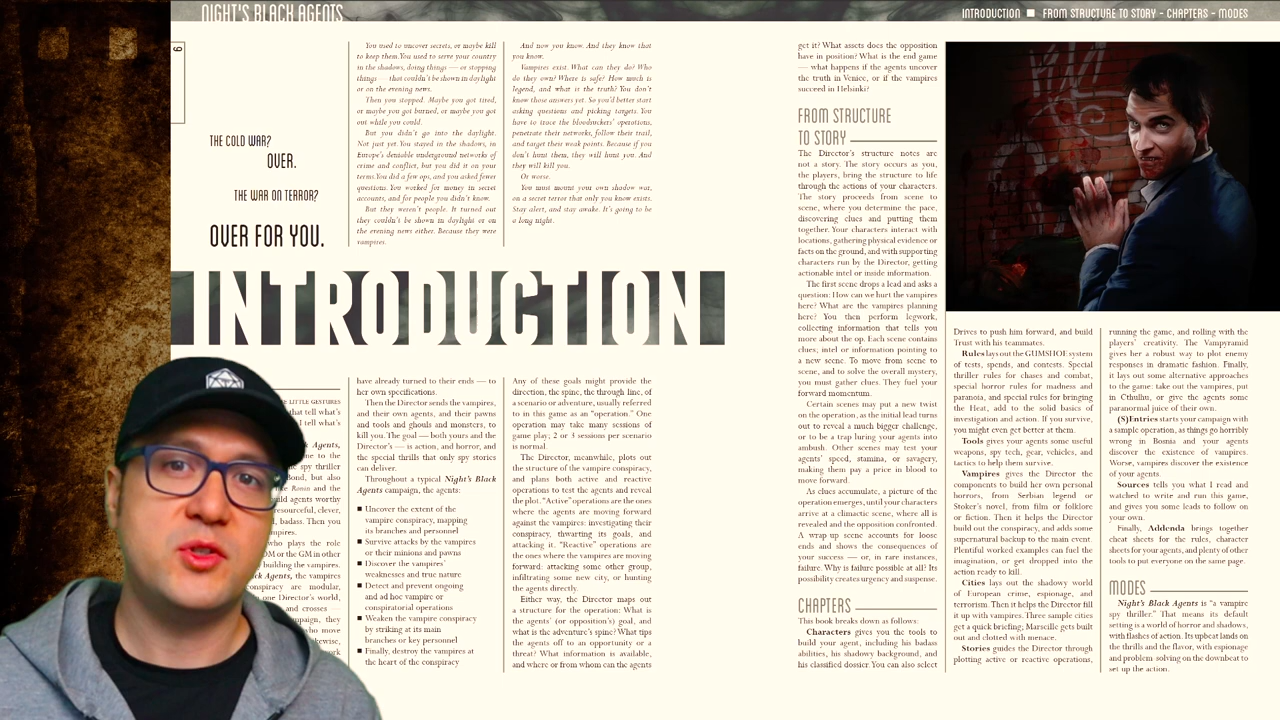 NIGHT'S BLACK AGENTS
INTRODUCTION ■ FROM STRUCTURE TO STORY - CHAPTERS - MODES
6
THE COLD WAR?
OVER.
THE WAR ON TERROR?
OVER FOR YOU.
You used to uncover secrets, or maybe kill
to keep them. You used to serve your country
in the shadows, doing things — or stopping
things — that couldn't be shown in daylight
or on the evening news.
Then you stopped. Maybe you got tired,
or maybe you got burned, or maybe you got
out while you could.
But you didn't go into the daylight.
Not just yet. You stayed in the shadows, in
Europe's deniable underground networks of
crime and conflict, but you did it on your
terms. You did a few ops, and you asked fewer
questions. You worked for money in secret
accounts, and for people you didn't know.
But they weren't people. It turned out
they couldn't be shown in daylight or on
the evening news either. Because they were
vampires.
And now you know. And they know that
you know.
Vampires exist. What can they do? Who
do they own? Where is safe? How much is
legend, and what is the truth? You don't
know those answers yet. So you'd better start
asking questions and picking targets. You
have to trace the bloodsuckers' operations,
penetrate their networks, follow their trail,
and target their weak points. Because if you
don't hunt them, they will hunt you. And
they will kill you.
Or worse.
You must mount your own shadow war,
on a secret terror that only you know exists.
Stay alert, and stay awake. It's going to be
a long night.
INTRODUCTION
LITTLE GESTURES
that tell what's
I tell what's
Agents,
me to the
spy thriller
Bond, but also
like Ronin and the
uld agents worthy
resourceful, clever,
badass. Then you
mpires.
who plays the role
OM or the GM in other
building the vampires.
ck Agents, the vampires
onspiracy are modular,
one Director's world,
and crosses —
mpaign, they
who move
ikewise,
work
have already turned to their ends — to
her own specifications.
Then the Director sends the vampires,
and their own agents, and their pawns
and tools and ghouls and monsters, to
kill you. The goal — both yours and the
Director's — is action, and horror, and
the special thrills that only spy stories
can deliver.
Throughout a typical Night's Black
Agents campaign, the agents:
■ Uncover the extent of the
vampire conspiracy, mapping
its branches and personnel
■ Survive attacks by the vampires
or their minions and pawns
■ Discover the vampires'
weaknesses and true nature
■ Detect and prevent ongoing
and ad hoc vampire or
conspiratorial operations
■ Weaken the vampire conspiracy
by striking at its main
branches or key personnel
■ Finally, destroy the vampires at
the heart of the conspiracy
Any of these goals might provide the
direction, the spine, the through line, of
a scenario or adventure, usually referred
to in this game as an "operation." One
operation may take many sessions of
game play; 2 or 3 sessions per scenario
is normal.
The Director, meanwhile, plots out
the structure of the vampire conspiracy,
and plans both active and reactive
operations to test the agents and reveal
the plot. "Active" operations are the ones
where the agents are moving forward
against the vampires: investigating their
conspiracy, thwarting its goals, and
attacking it. "Reactive" operations are
the ones where the vampires are moving
forward: attacking some other group,
infiltrating some new city, or hunting
the agents directly.
Either way, the Director maps out
a structure for the operation: What is
the agents' (or opposition's) goal, and
what is the adventure's spine? What tips
the agents off to an opportunity or a
threat? What information is available,
and where or from whom can the agents
get it? What assets does the opposition
have in position? What is the end game
— what happens if the agents uncover
the truth in Venice, or if the vampires
succeed in Helsinki?
FROM STRUCTURE
TO STORY
The Director's structure notes are
not a story. The story occurs as you,
the players, bring the structure to life
through the actions of your characters.
The story proceeds from scene to
scene, where you determine the pace,
discovering clues and putting them
together. Your characters interact with
locations, gathering physical evidence or
facts on the ground, and with supporting
characters run by the Director, getting
actionable intel or inside information.
The first scene drops a lead and asks a
question: How can we hurt the vampires
here? What are the vampires planning
here? You then perform legwork,
collecting information that tells you
more about the op. Each scene contains
clues; intel or information pointing to
a new scene. To move from scene to
scene, and to solve the overall mystery,
you must gather clues. They fuel your
forward momentum.
Certain scenes may put a new twist
on the operation, as the initial lead turns
out to reveal a much bigger challenge,
or to be a trap luring your agents into
ambush. Other scenes may test your
agents' speed, stamina, or savagery,
making them pay a price in blood to
move forward.
As clues accumulate, a picture of the
operation emerges, until your characters
arrive at a climactic scene, where all is
revealed and the opposition confronted.
A wrap-up scene accounts for loose
ends and shows the consequences of
your success — or, in rare instances,
failure. Why is failure possible at all? Its
possibility creates urgency and suspense.
CHAPTERS
This book breaks down as follows:
Characters gives you the tools to
build your agent, including his badass
abilities, his shadowy background, and
his classified dossier. You can also select
Drives to push him forward, and build
Trust with his teammates.
Rules lays out the GUMSHOE system
of tests, spends, and contests. Special
thriller rules for chases and combat,
special horror rules for madness and
paranoia, and special rules for bringing
the Heat, add to the solid basics of
investigation and action. If you survive,
you might even get better at them.
Tools gives your agents some useful
weapons, spy tech, gear, vehicles, and
tactics to help them survive.
Vampires gives the Director the
components to build her own personal
horrors, from Serbian legend or
Stoker's novel, from film or folklore
or fiction. Then it helps the Director
build out the conspiracy, and adds some
supernatural backup to the main event.
Plentiful worked examples can fuel the
imagination, or get dropped into the
action ready to kill.
Cities lays out the shadowy world
of European crime, espionage, and
terrorism. Then it helps the Director fill
it up with vampires. Three sample cities
get a quick briefing; Marseille gets built
out and clotted with menace.
Stories guides the Director through
plotting active or reactive operations,
running the game, and rolling with the
players' creativity. The Vampyramid
gives her a robust way to plot enemy
responses in dramatic fashion. Finally,
it lays out some alternative approaches
to the game: take out the vampires, put
in Cthulhu, or give the agents some
paranormal juice of their own.
(S)Entries starts your campaign with
a sample operation, as things go horribly
wrong in Bosnia and your agents
discover the existence of vampires.
Worse, vampires discover the existence
of your agents.
Sources tells you what I read and
watched to write and run this game,
and gives you some leads to follow on
your own.
Finally, Addenda brings together
cheat sheets for the rules, character
sheets for your agents, and plenty of other
tools to put everyone on the same page.
MODES
Night's Black Agents is "a vampire
spy thriller." That means its default
setting is a world of horror and shadows,
with flashes of action. Its upbeat lands on
the thrills and the flavor, with espionage
and problem-solving on the downbeat to
set up the action.